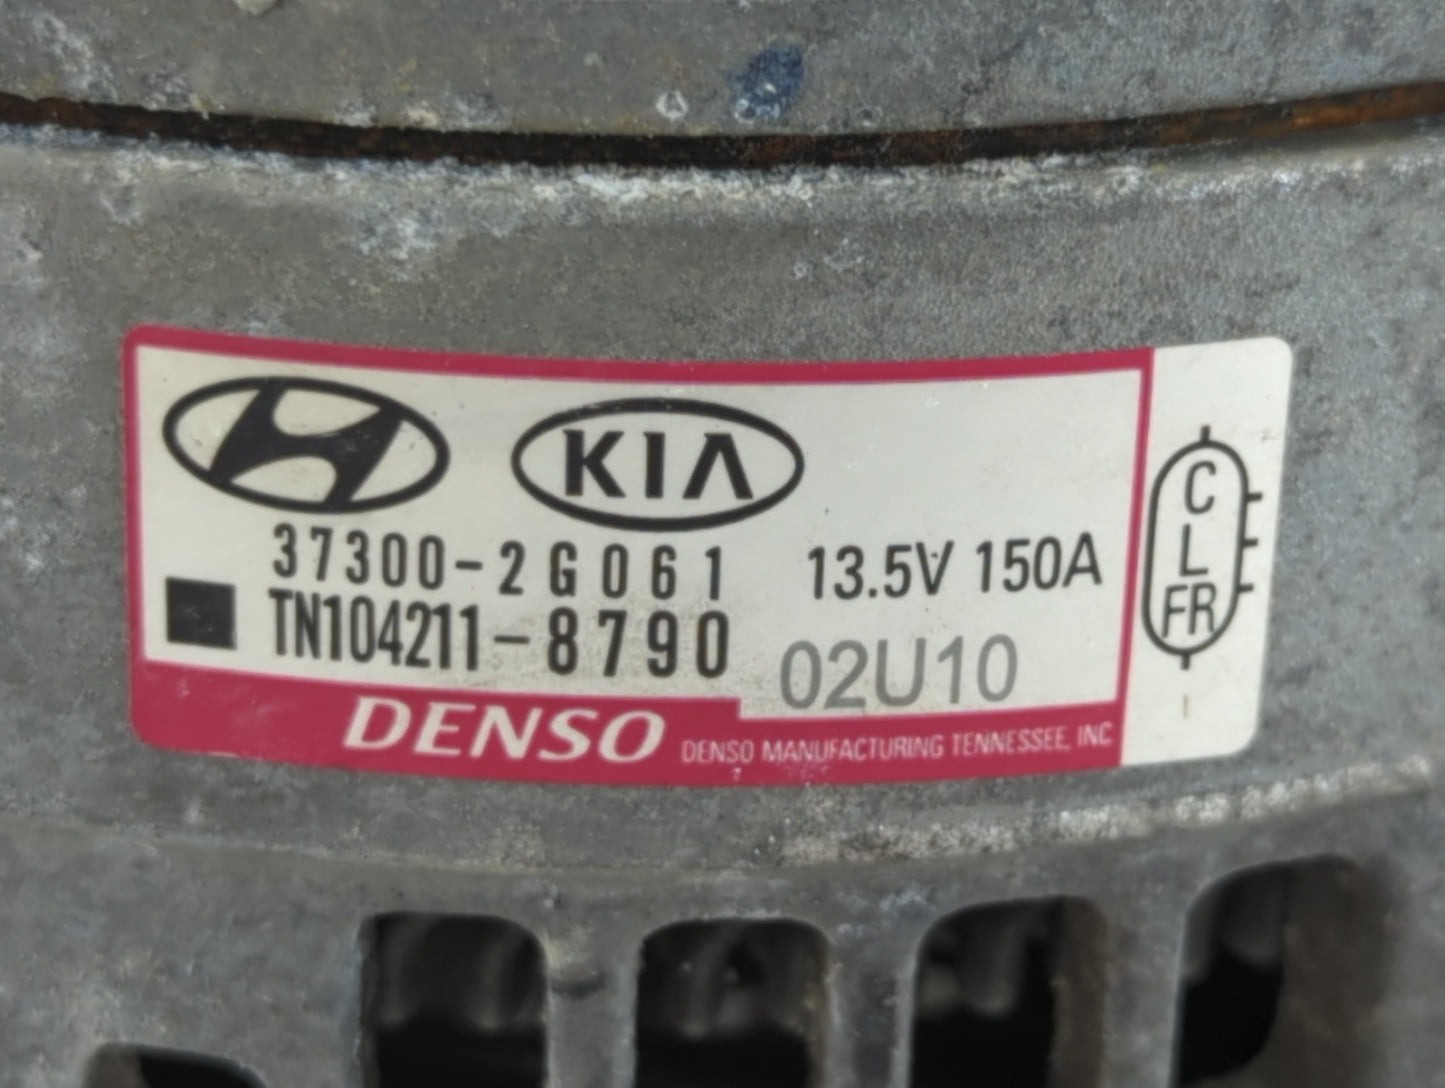 KIA
37300-2G061 13.5V 150A
TN104211-8790 02U10
DENSO DENSO MANUFACTURING TENNESSEE, INC
C
L
FR